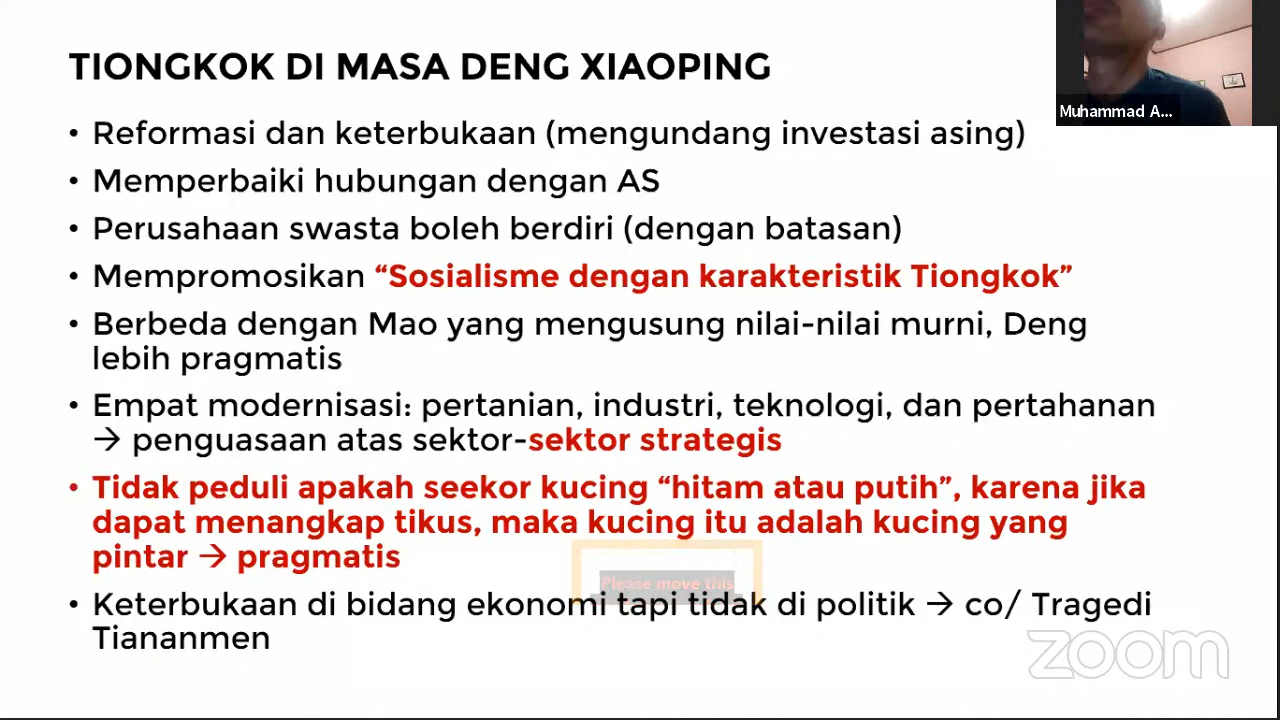 TIONGKOK DI MASA DENG XIAOPING
Muhammad A...
• Reformasi dan keterbukaan (mengundang investasi asing)
• Memperbaiki hubungan dengan AS
• Perusahaan swasta boleh berdiri (dengan batasan)
• Mempromosikan “Sosialisme dengan karakteristik Tiongkok”
• Berbeda dengan Mao yang mengusung nilai-nilai murni, Deng
lebih pragmatis
• Empat modernisasi: pertanian, industri, teknologi, dan pertahanan
→ penguasaan atas sektor-sektor strategis
• Tidak peduli apakah seekor kucing “hitam atau putih”, karena jika
dapat menangkap tikus, maka kucing itu adalah kucing yang
pintar → pragmatis
Please move this
• Keterbukaan di bidang ekonomi tapi tidak di politik → co/ Tragedi
Tiananmen
zoom